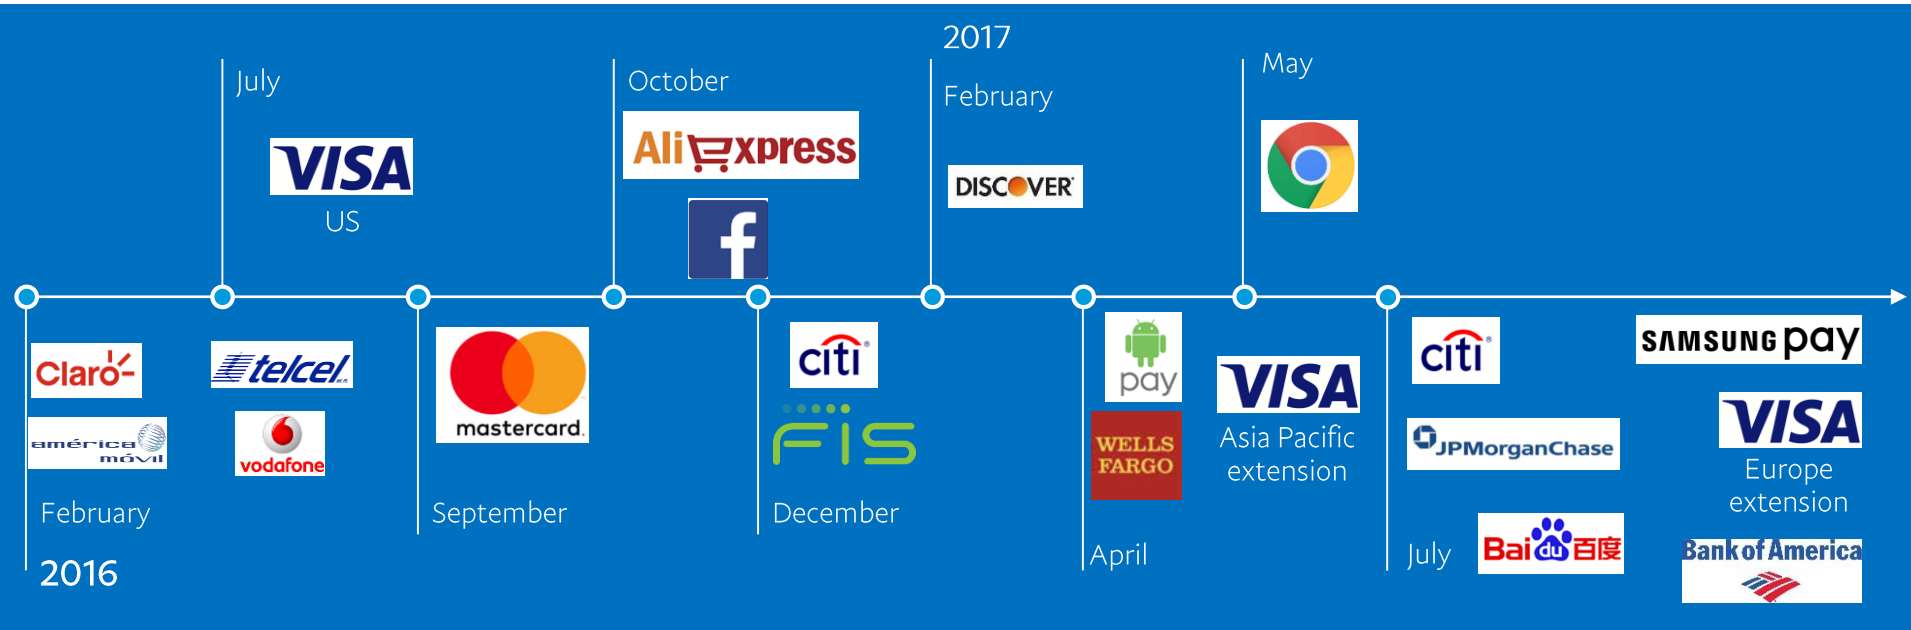 2017
July
October
February
May
VISA
US
AliExpress
f
DISCOVER
Claro
américa
móvil
February
2016
telcel
vodofone
mastercard.
September
citi
FIS
December
pay
WELLS
FARGO
VISA
Asia Pacific
extension
April
citi
JPMorganChase
July
Baidu百度
SAMSUNG pay
VISA
Europe
extension
Bank of America